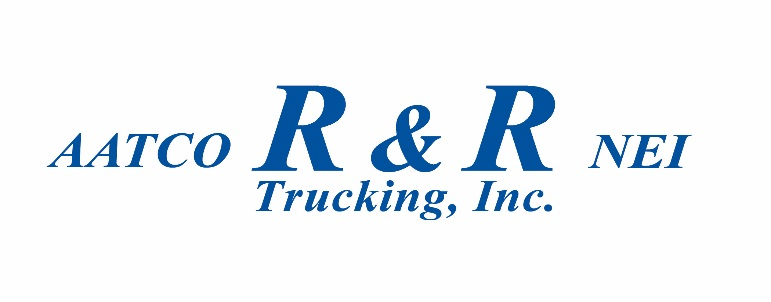 AATCO R & R NEI
Trucking, Inc.